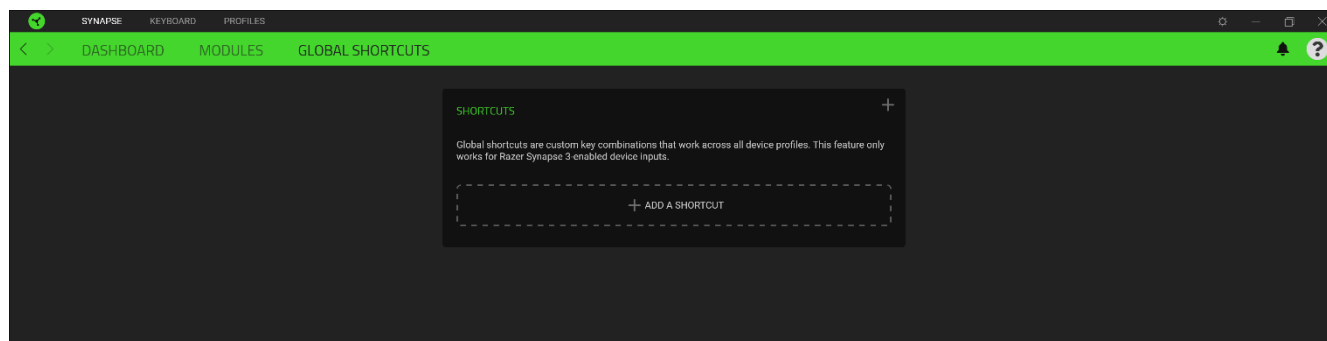 SYNAPSE KEYBOARD PROFILES
DASHBOARD MODULES GLOBAL SHORTCUTS
?
SHORTCUTS
Global shortcuts are custom key combinations that work across all device profiles. This feature only
works for Razer Synapse 3-enabled device inputs.
ADD A SHORTCUT